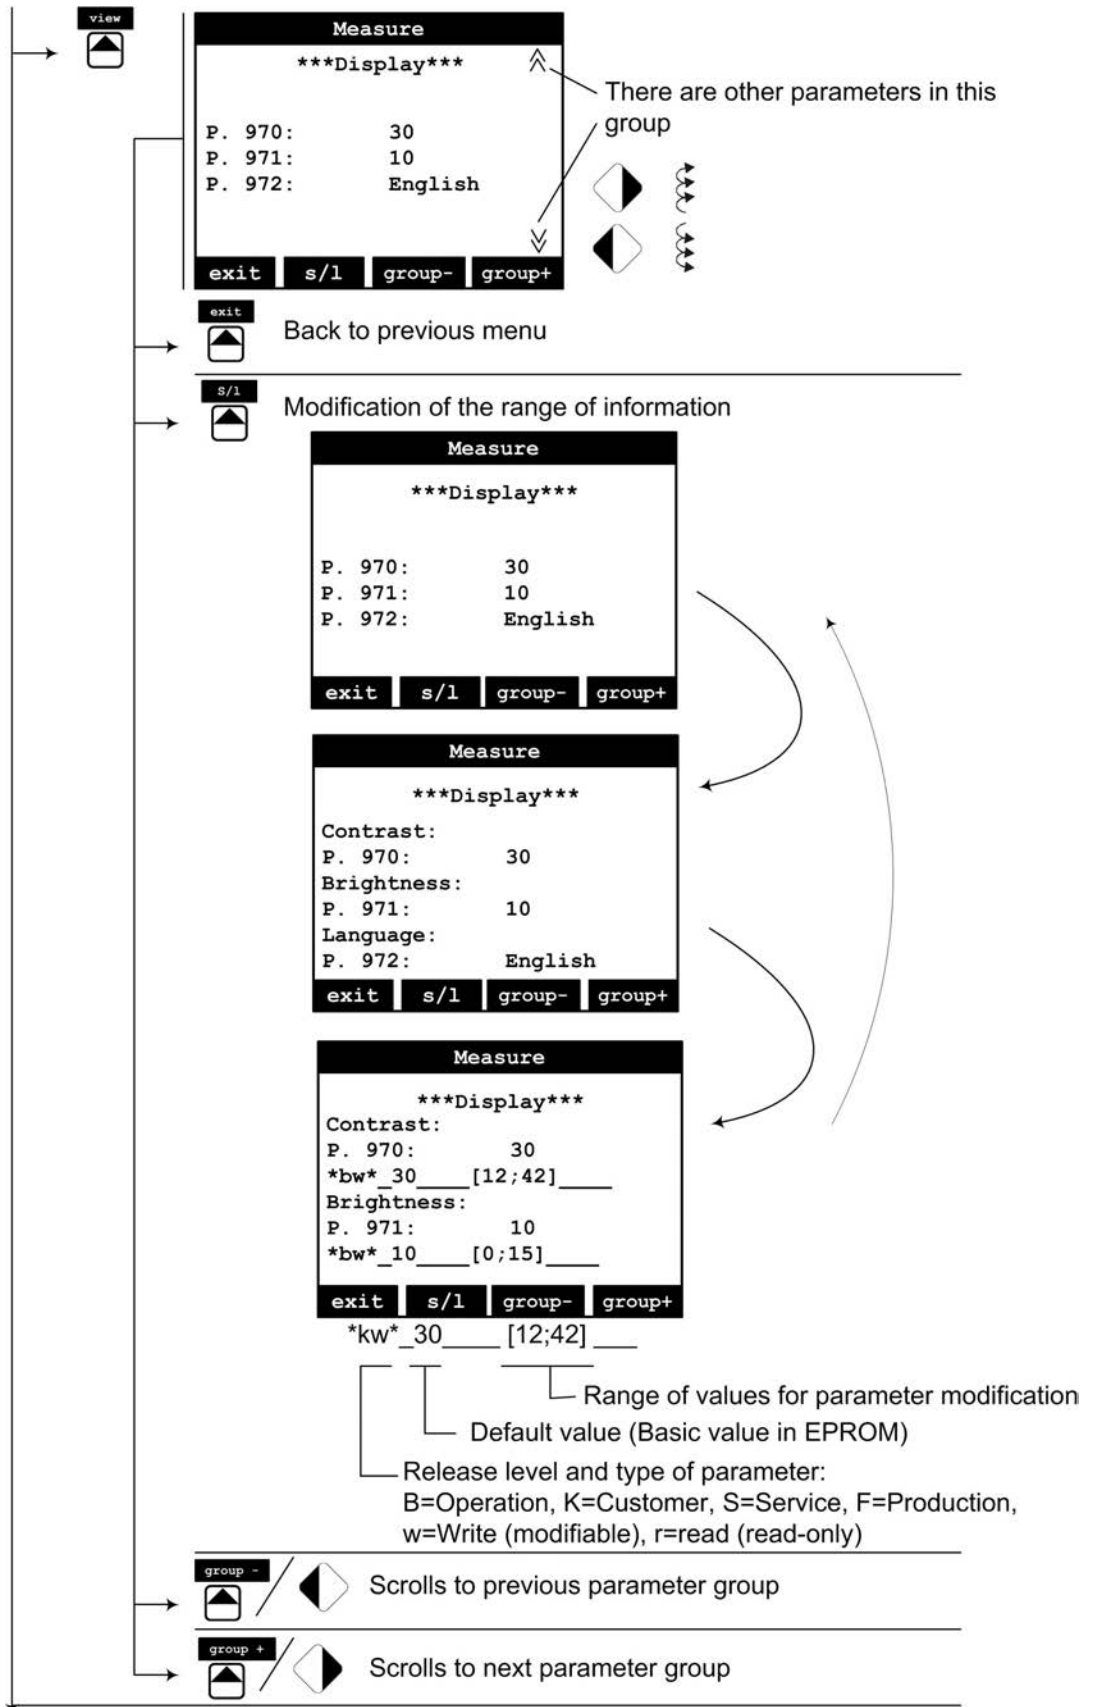 view
Measure
***Display***
There are other parameters in this
group
P. 970: 30
P. 971: 10
P. 972: English
exit s/l group- group+
exit
Back to previous menu
S/l
Modification of the range of information
Measure
***Display***
P. 970: 30
P. 971: 10
P. 972: English
exit s/l group- group+
Measure
***Display***
Contrast:
P. 970: 30
Brightness:
P. 971: 10
Language:
P. 972: English
exit s/l group- group+
Measure
***Display***
Contrast:
P. 970: 30
*bw*_30____[12;42]____
Brightness:
P. 971: 10
*bw*_10____[0;15]____
exit s/l group- group+
*kw*_30____ [12;42] ___
Range of values for parameter modification
Default value (Basic value in EPROM)
Release level and type of parameter:
B=Operation, K=Customer, S=Service, F=Production,
w=Write (modifiable), r=read (read-only)
group -
Scrolls to previous parameter group
group +
Scrolls to next parameter group